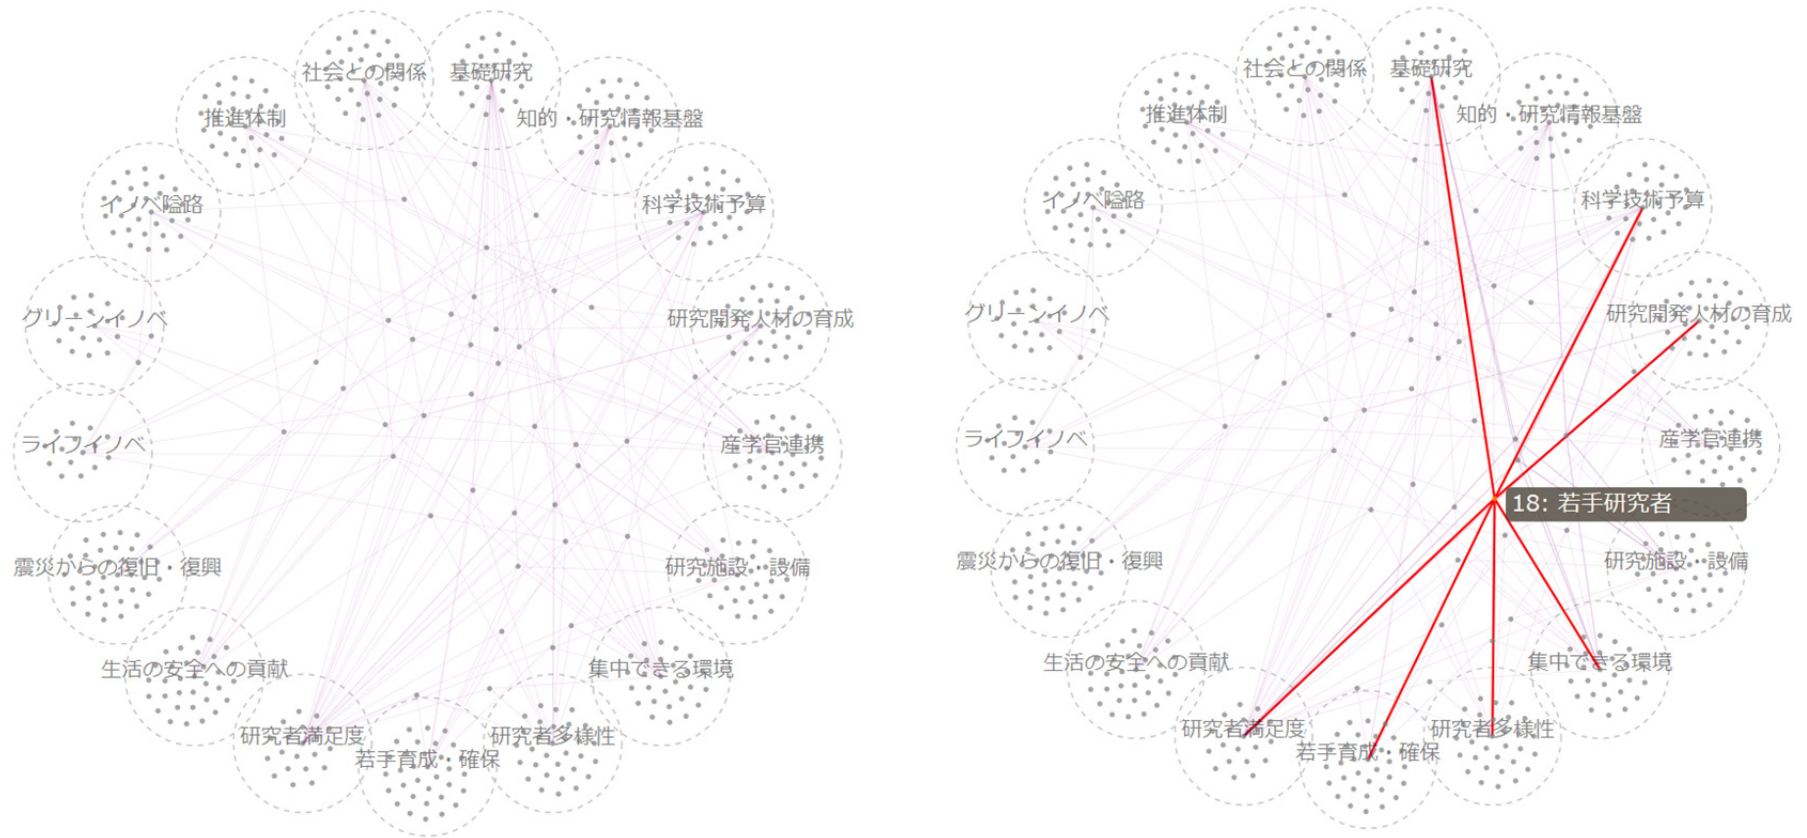 社会との関係
基礎研究
推進体制
知的・研究情報基盤
イノベ隘路
科学技術予算
グリーンイノベ
研究開発人材の育成
ライフイノベ
産学官連携
震災からの復旧・復興
研究施設・設備
生活の安全への貢献
集中できる環境
研究者満足度
研究者多様性
若手育成・確保
社会との関係
基礎研究
推進体制
知的・研究情報基盤
イノベ隘路
科学技術予算
グリーンイノベ
研究開発人材の育成
ライフイノベ
産学官連携
18: 若手研究者
震災からの復旧・復興
研究施設・設備
生活の安全への貢献
集中できる環境
研究者満足度
研究者多様性
若手育成・確保